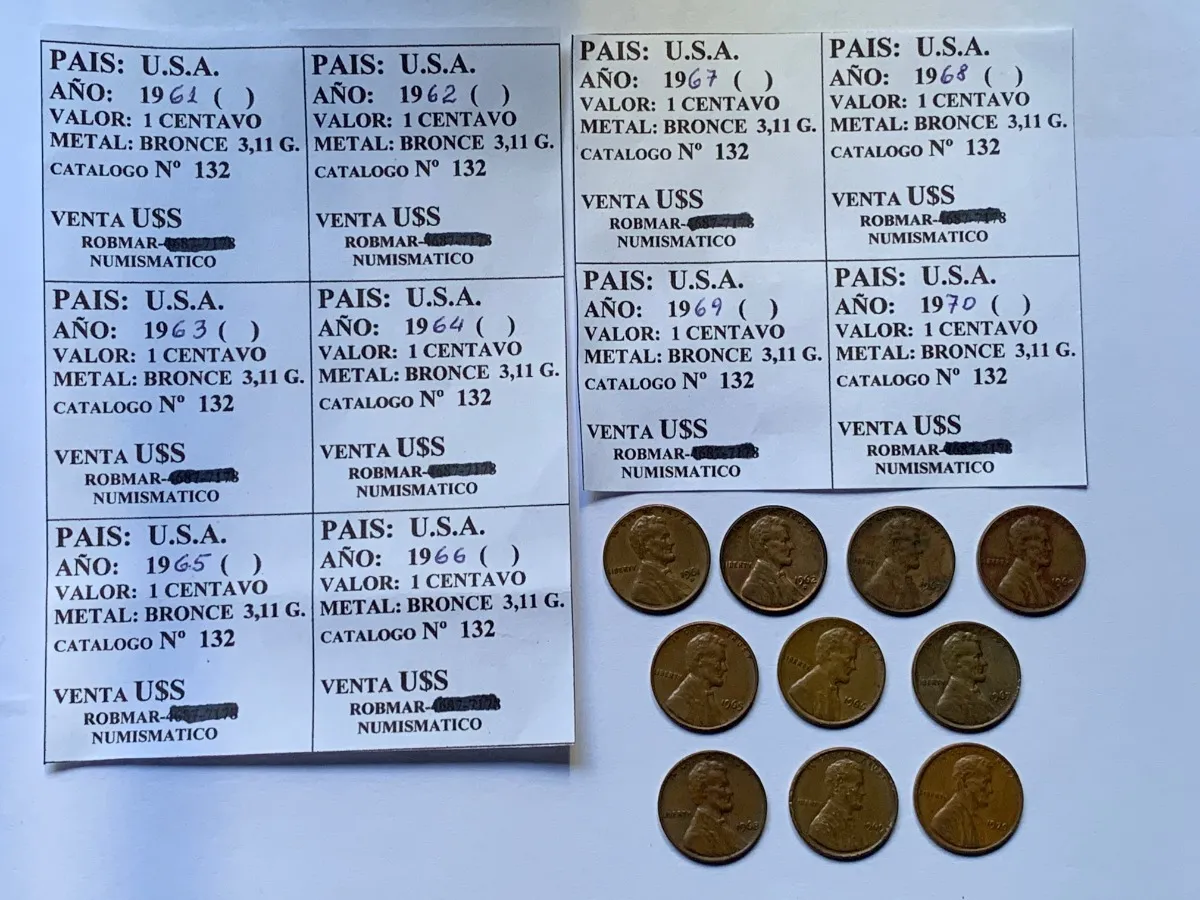 PAIS: U.S.A.
AÑO: 1961 ( )
VALOR: 1 CENTAVO
METAL: BRONCE 3,11 G.
CATALOGO Nº 132
VENTA U$S
ROBMAR-
NUMISMATICO
PAIS: U.S.A.
AÑO: 1962 ( )
VALOR: 1 CENTAVO
METAL: BRONCE 3,11 G.
CATALOGO Nº 132
VENTA U$S
ROBMAR-
NUMISMATICO
PAIS: U.S.A.
AÑO: 1963 ( )
VALOR: 1 CENTAVO
METAL: BRONCE 3,11 G.
CATALOGO Nº 132
VENTA U$S
ROBMAR-
NUMISMATICO
PAIS: U.S.A.
AÑO: 1964 ( )
VALOR: 1 CENTAVO
METAL: BRONCE 3,11 G.
CATALOGO Nº 132
VENTA U$S
ROBMAR-
NUMISMATICO
PAIS: U.S.A.
AÑO: 1965 ( )
VALOR: 1 CENTAVO
METAL: BRONCE 3,11 G.
CATALOGO Nº 132
VENTA U$S
ROBMAR-
NUMISMATICO
PAIS: U.S.A.
AÑO: 1966 ( )
VALOR: 1 CENTAVO
METAL: BRONCE 3,11 G.
CATALOGO Nº 132
VENTA U$S
ROBMAR-
NUMISMATICO
PAIS: U.S.A.
AÑO: 1967 ( )
VALOR: 1 CENTAVO
METAL: BRONCE 3,11 G.
CATALOGO Nº 132
VENTA U$S
ROBMAR-
NUMISMATICO
PAIS: U.S.A.
AÑO: 1968 ( )
VALOR: 1 CENTAVO
METAL: BRONCE 3,11 G.
CATALOGO Nº 132
VENTA U$S
ROBMAR-
NUMISMATICO
PAIS: U.S.A.
AÑO: 1969 ( )
VALOR: 1 CENTAVO
METAL: BRONCE 3,11 G.
CATALOGO Nº 132
VENTA U$S
ROBMAR-
NUMISMATICO
PAIS: U.S.A.
AÑO: 1970 ( )
VALOR: 1 CENTAVO
METAL: BRONCE 3,11 G.
CATALOGO Nº 132
VENTA U$S
ROBMAR-
NUMISMATICO
LIBERTY 1961
LIBERTY 1962
LIBERTY 1965
LIBERTY 1966